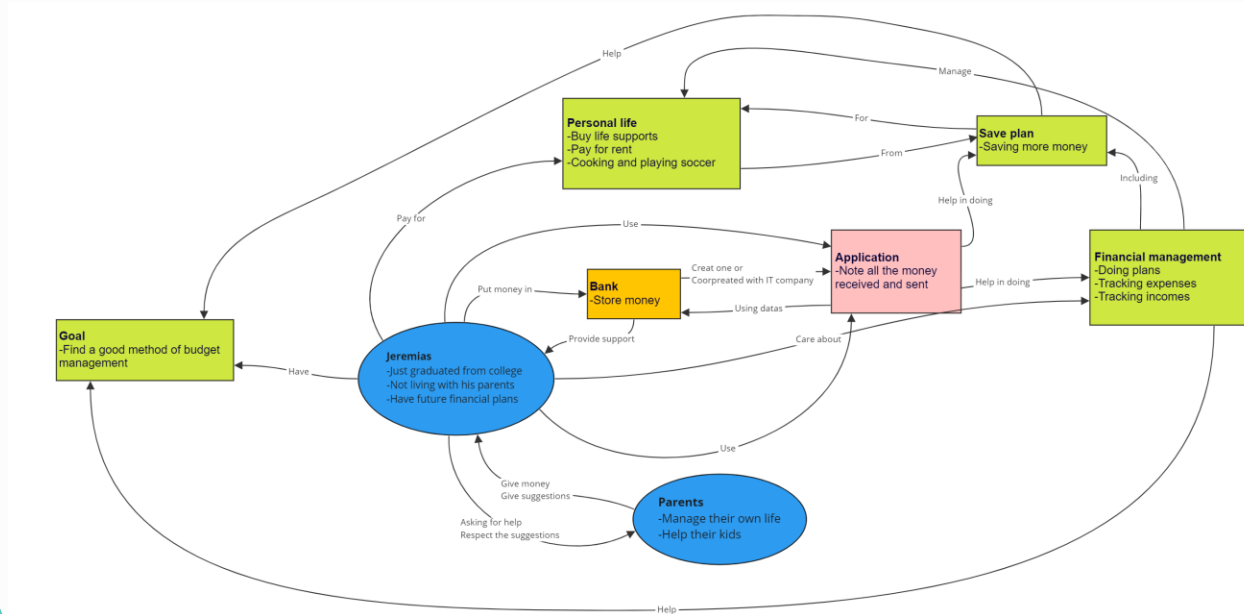 Help
Manage
Personal life
-Buy life supports
-Pay for rent
-Cooking and playing soccer
For
From
Save plan
-Saving more money
Including
Help in doing
Pay for
Use
Application
-Note all the money
received and sent
Financial management
-Doing plans
-Tracking expenses
-Tracking incomes
Creat one or
Coorpreated with IT company
Bank
-Store money
Put money in
Help in doing
Using datas
Provide support
Care about
Goal
-Find a good method of budget
management
Have
Jeremias
-Just graduated from college
-Not living with his parents
-Have future financial plans
Use
Give money
Give suggestions
Parents
-Manage their own life
-Help their kids
Asking for help
Respect the suggestions
Help